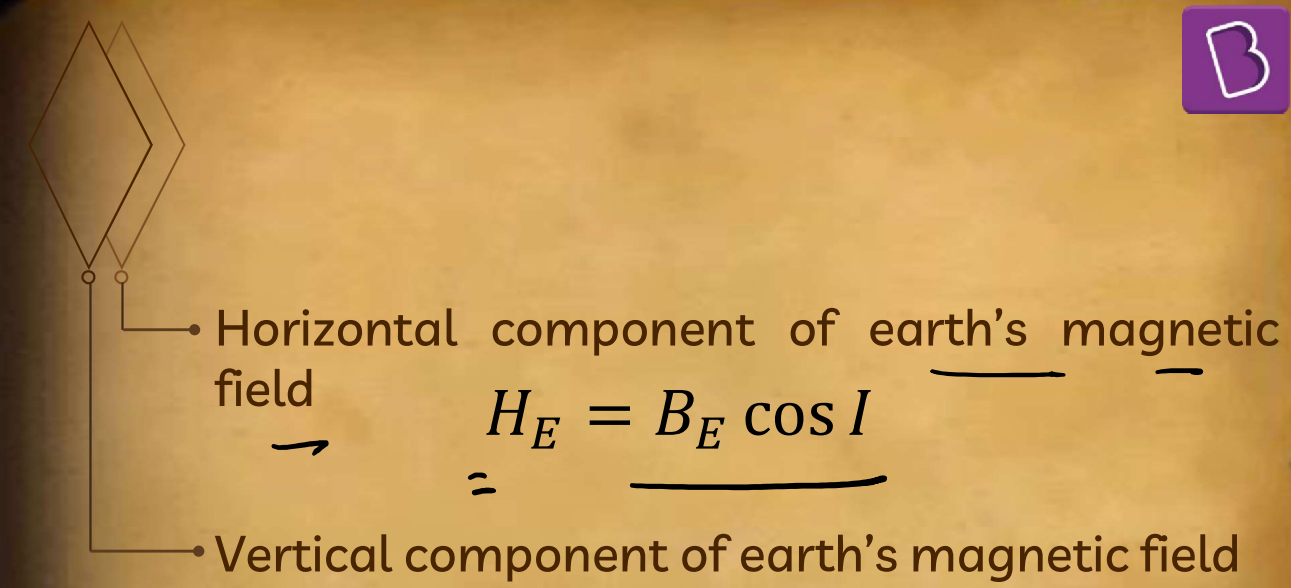 B
Horizontal component of earth's magnetic
field
H_E = B_E cos I
Vertical component of earth's magnetic field